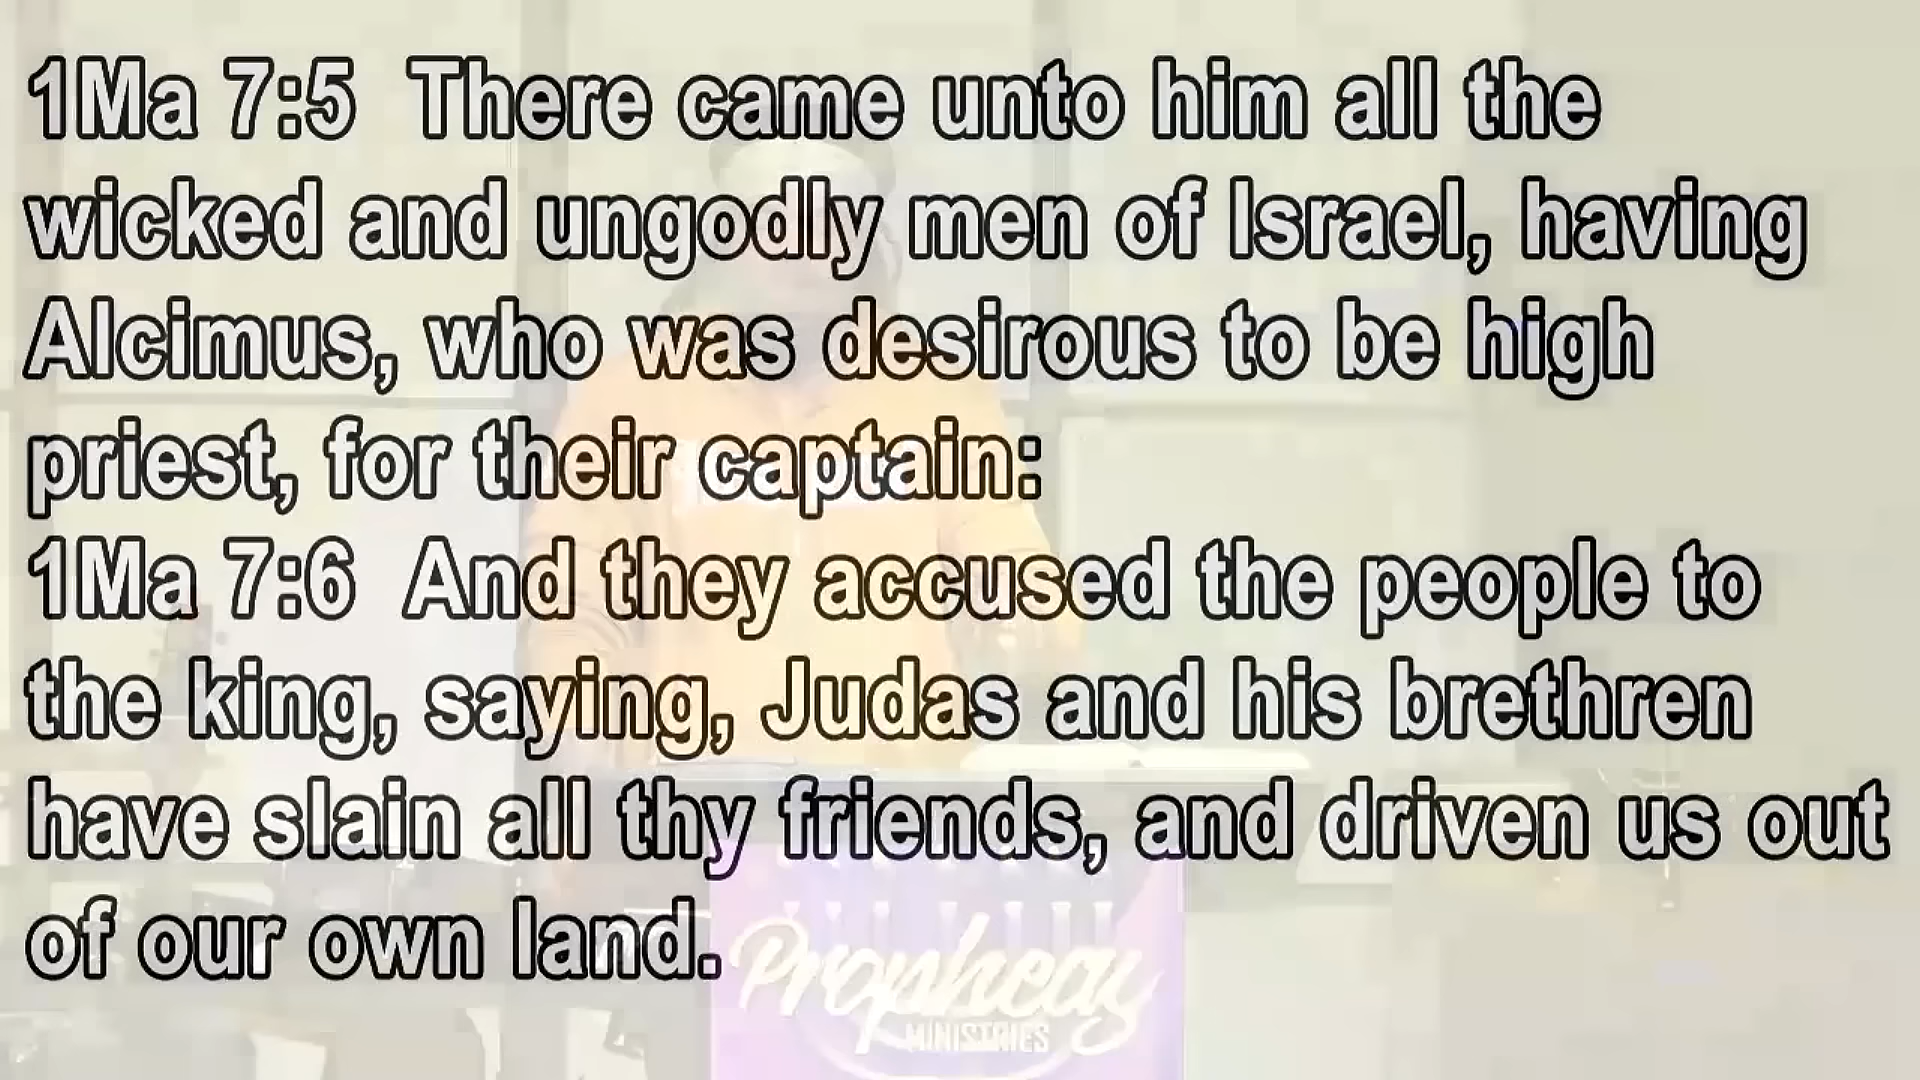 1Ma 7:5  There came unto him all the
wicked and ungodly men of Israel, having
Alcimus, who was desirous to be high
priest, for their captain:
1Ma 7:6  And they accused the people to
the king, saying, Judas and his brethren
have slain all thy friends, and driven us out
of our own land.
Prophecy
MINISTRIES